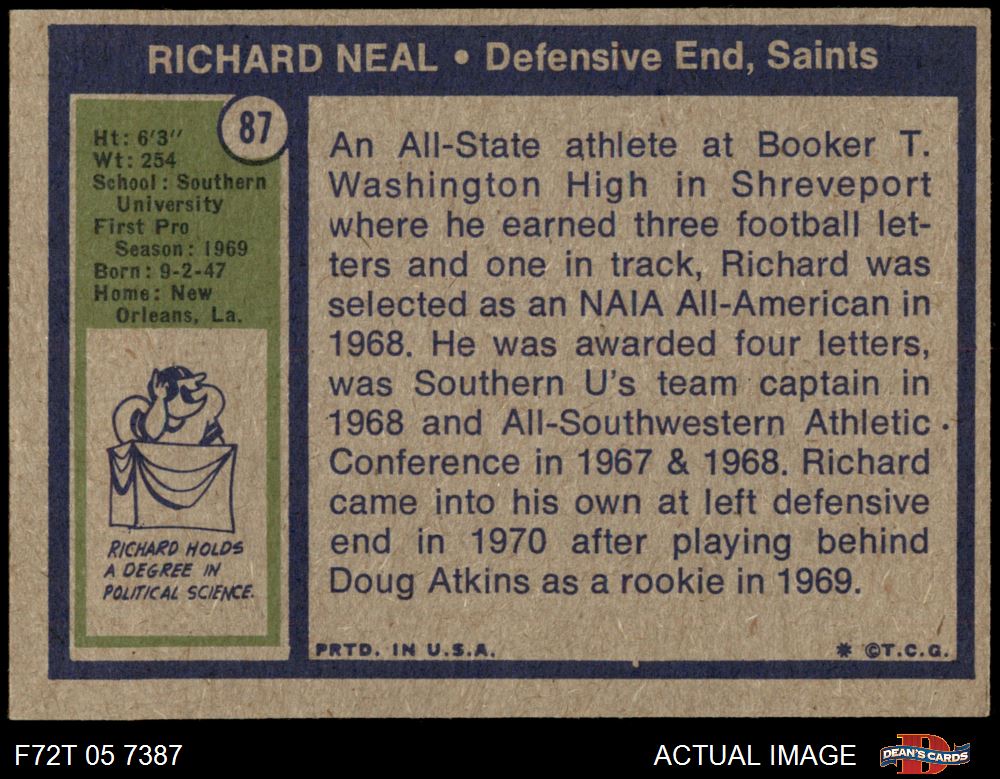 RICHARD NEAL • Defensive End, Saints
87
Ht: 6'3"
Wt: 254
School: Southern
University
First Pro
Season: 1969
Born: 9-2-47
Home: New
Orleans, La.
RICHARD HOLDS
A DEGREE IN
POLITICAL SCIENCE.
An All-State athlete at Booker T.
Washington High in Shreveport
where he earned three football let-
ters and one in track, Richard was
selected as an NAIA All-American in
1968. He was awarded four letters,
was Southern U's team captain in
1968 and All-Southwestern Athletic
Conference in 1967 & 1968. Richard
came into his own at left defensive
end in 1970 after playing behind
Doug Atkins as a rookie in 1969.
PRTD. IN U.S.A.
* ©T.C.G.
F72T 05 7387
ACTUAL IMAGE
D
DEAN'S CARDS